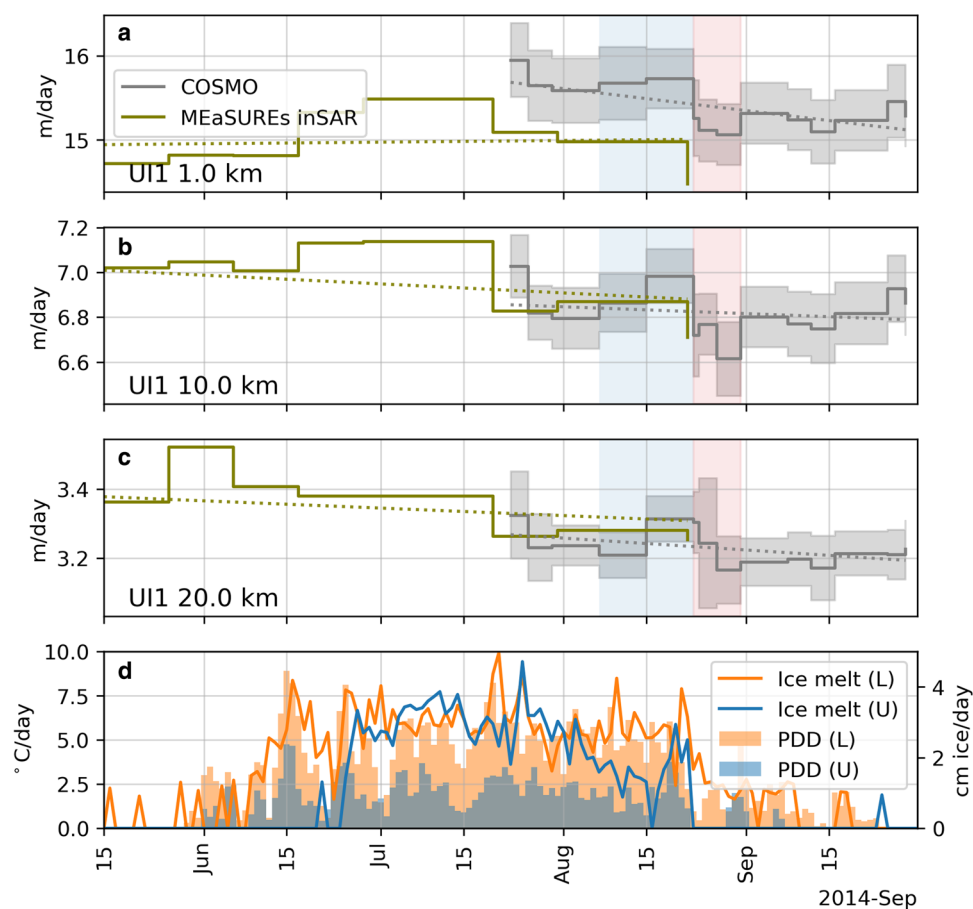 a
16
15
m/day
COSMO
MEaSUREs inSAR
UI1 1.0 km
b
7.2
7.0
6.8
6.6
m/day
UI1 10.0 km
c
3.4
3.2
m/day
UI1 20.0 km
d
10.0
7.5
5.0
2.5
0.0
°C/day
Ice melt (L)
Ice melt (U)
PDD (L)
PDD (U)
4
2
0
cm ice/day
15
Jun
15
Jul
15
Aug
15
Sep
15
2014-Sep